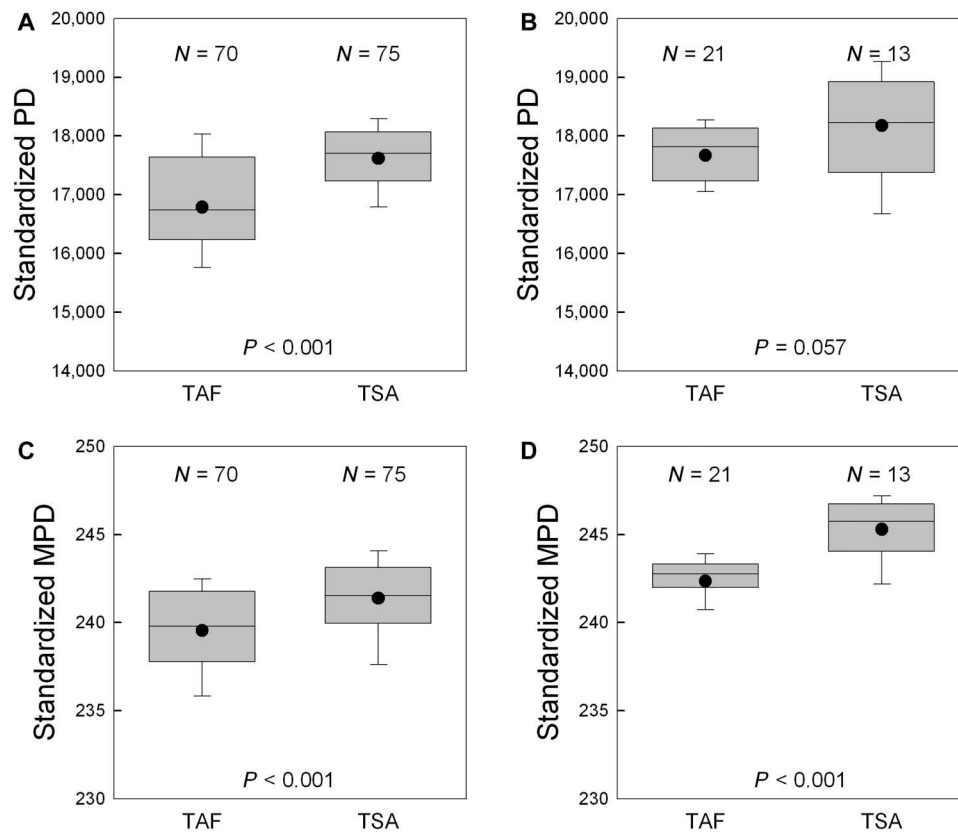 A
N = 70
N = 75
20,000
19,000
18,000
17,000
16,000
15,000
14,000
Standardized PD
P < 0.001
TAF
TSA
B
N = 21
N = 13
20,000
19,000
18,000
17,000
16,000
15,000
14,000
Standardized PD
P = 0.057
TAF
TSA
C
N = 70
N = 75
250
245
240
235
230
Standardized MPD
P < 0.001
TAF
TSA
D
N = 21
N = 13
250
245
240
235
230
Standardized MPD
P < 0.001
TAF
TSA